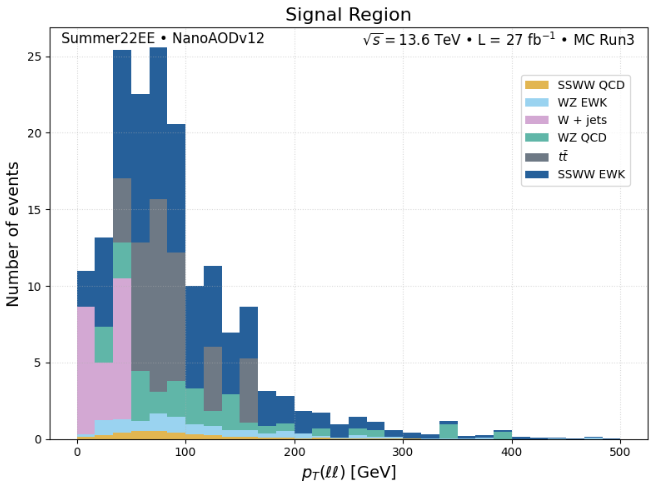 Signal Region
Summer22EE • NanoAODv12
√s = 13.6 TeV • L = 27 fb⁻¹ • MC Run3
SSWW QCD
WZ EWK
W + jets
WZ QCD
tt̄
SSWW EWK
Number of events
25
20
15
10
5
0
0 100 200 300 400 500
p_T(ℓℓ) [GeV]